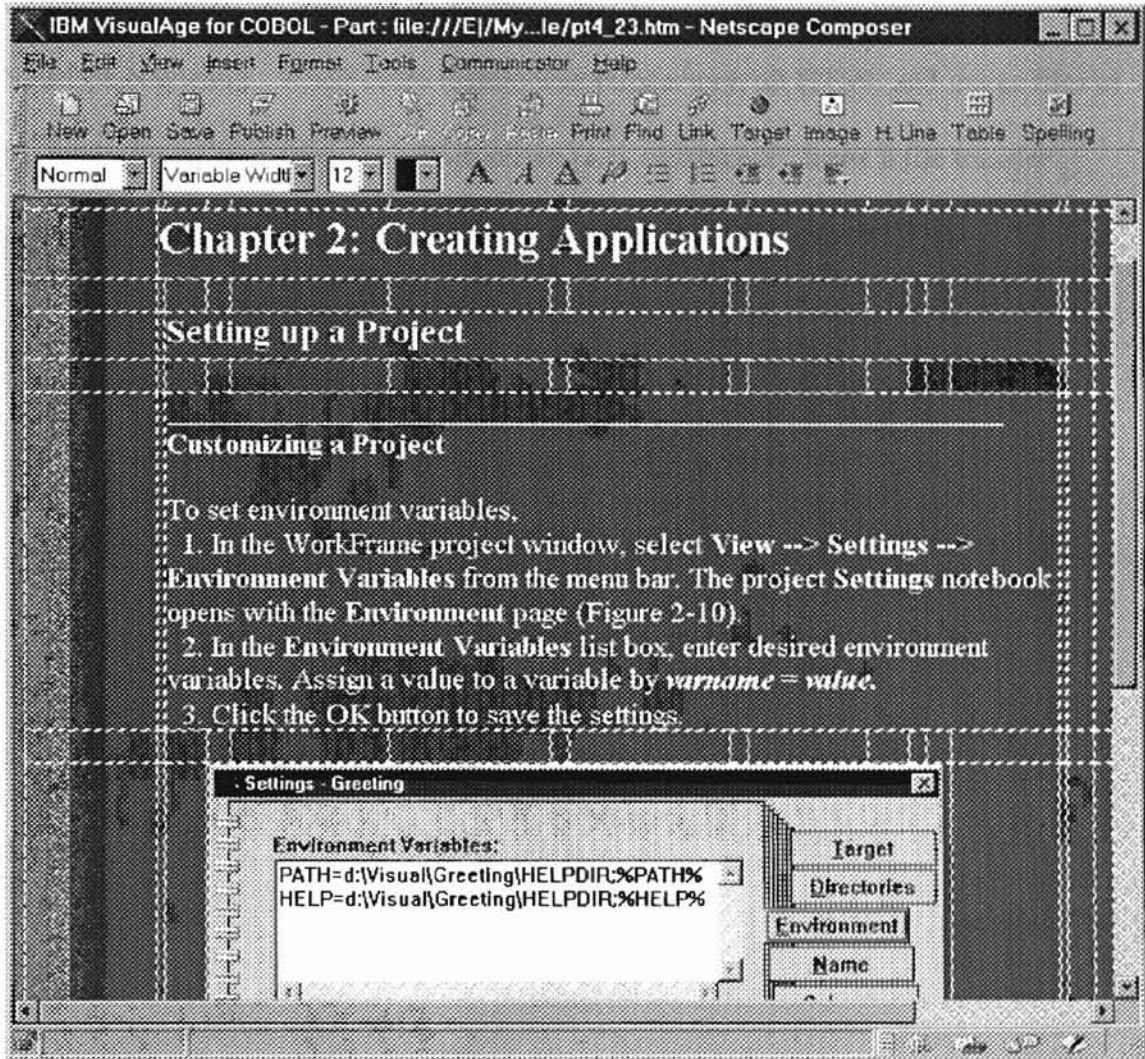 IBM VisualAge for COBOL - Part : file:///E|/My...le/pt4_23.htm - Netscape Composer
File Edit View Insert Format Tools Communicator Help
New Open Save Publish Preview Cut Copy Paste Print Find Link Target Image H.Line Table Spelling
Normal Variable Widtl 12
Chapter 2: Creating Applications
Setting up a Project
Customizing a Project
To set environment variables,
1. In the WorkFrame project window, select View --> Settings -->
Environment Variables from the menu bar. The project Settings notebook
opens with the Environment page (Figure 2-10).
2. In the Environment Variables list box, enter desired environment
variables. Assign a value to a variable by varname = value.
3. Click the OK button to save the settings.
Settings - Greeting
Environment Variables:
PATH=d:\Visual\Greeting\HELPDIR;%PATH%
HELP=d:\Visual\Greeting\HELPDIR;%HELP%
Target
Directories
Environment
Name